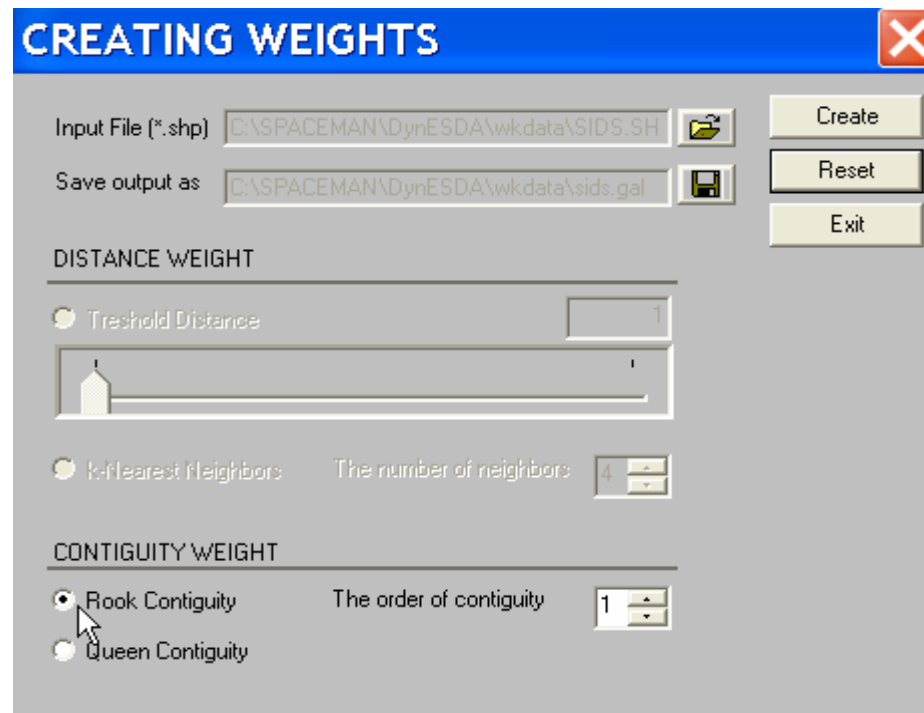 CREATING WEIGHTS
Input File (*.shp) C:\SPACEMAN\DynESDA\wkdata\SIDS.SH
Create
Save output as C:\SPACEMAN\DynESDA\wkdata\sids.gal
Reset
Exit
DISTANCE WEIGHT
Treshold Distance 1
k-Nearest Neighbors The number of neighbors 4
CONTIGUITY WEIGHT
Rook Contiguity The order of contiguity 1
Queen Contiguity